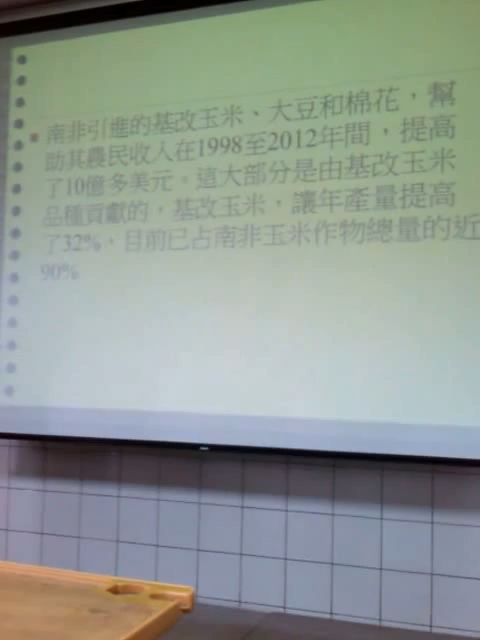 南非引進的基改玉米、大豆和棉花，幫
助其農民收入在1998至2012年間，提高
了10億多美元。這大部分是由基改玉米
品種貢獻的，基改玉米，讓年產量提高
了32%，目前已占南非玉米作物總量的近
90%